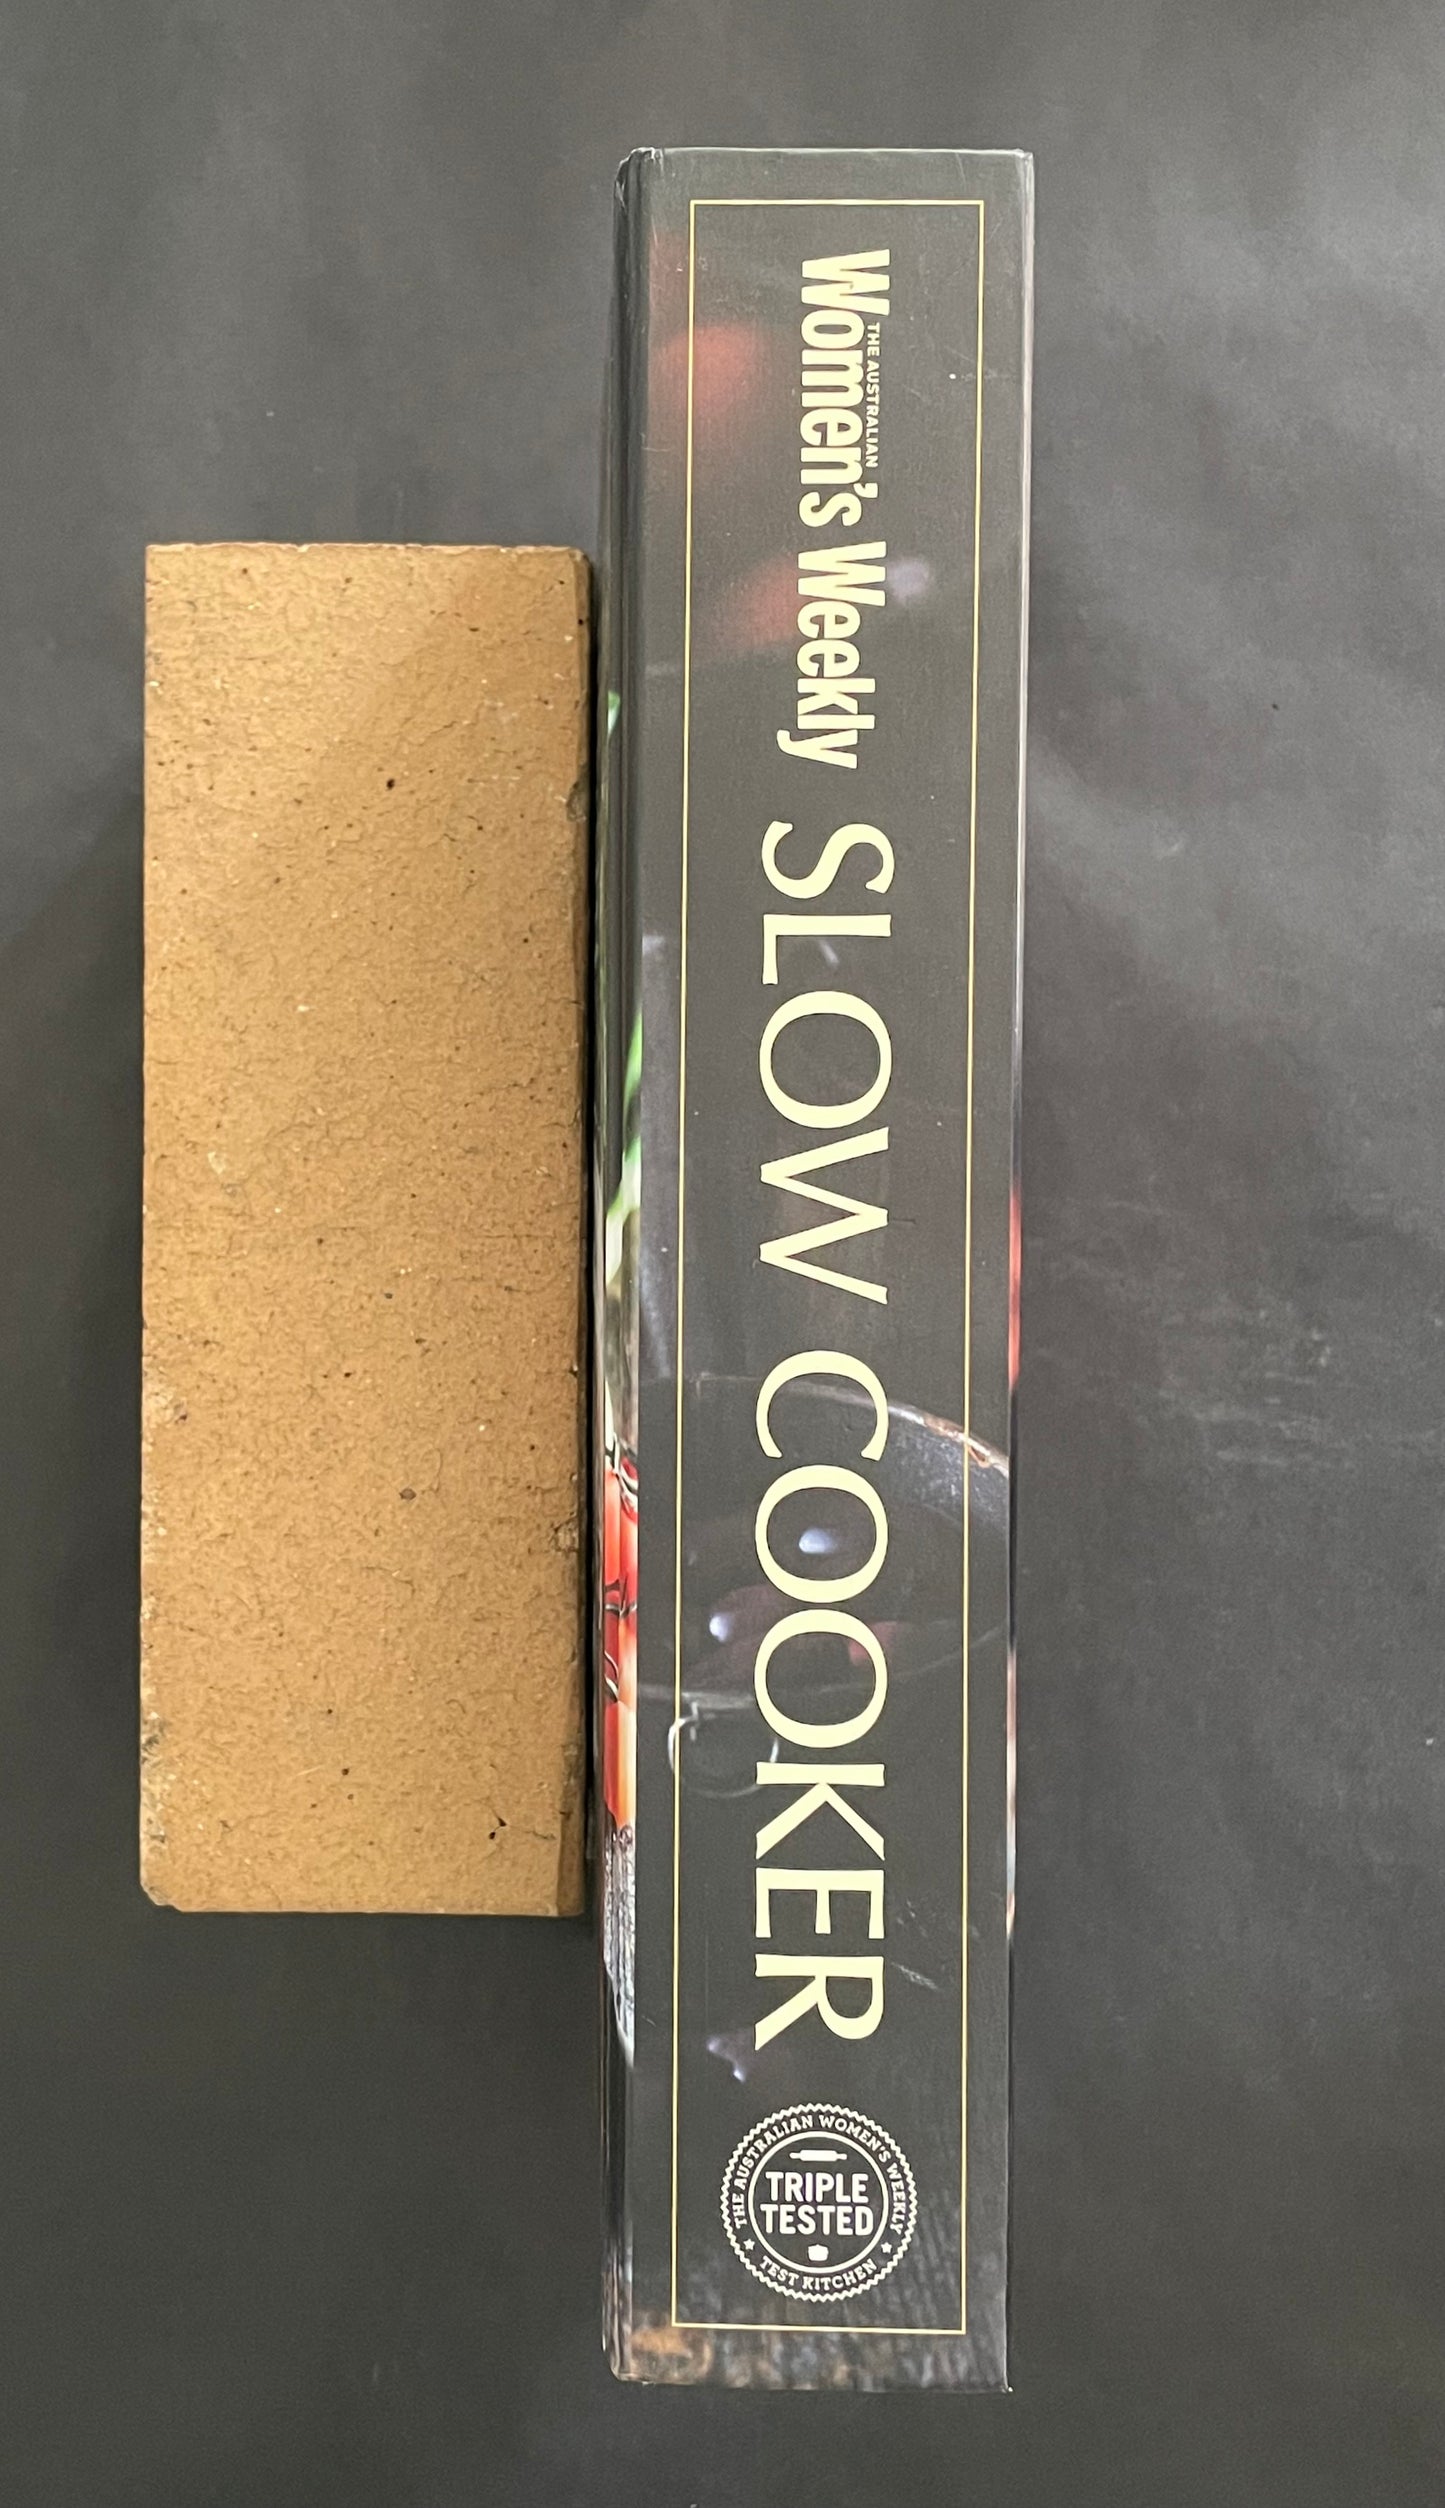 THE AUSTRALIAN
Women's Weekly
SLOW COOKER
THE AUSTRALIAN WOMEN'S WEEKLY
TRIPLE
TESTED
TEST KITCHEN